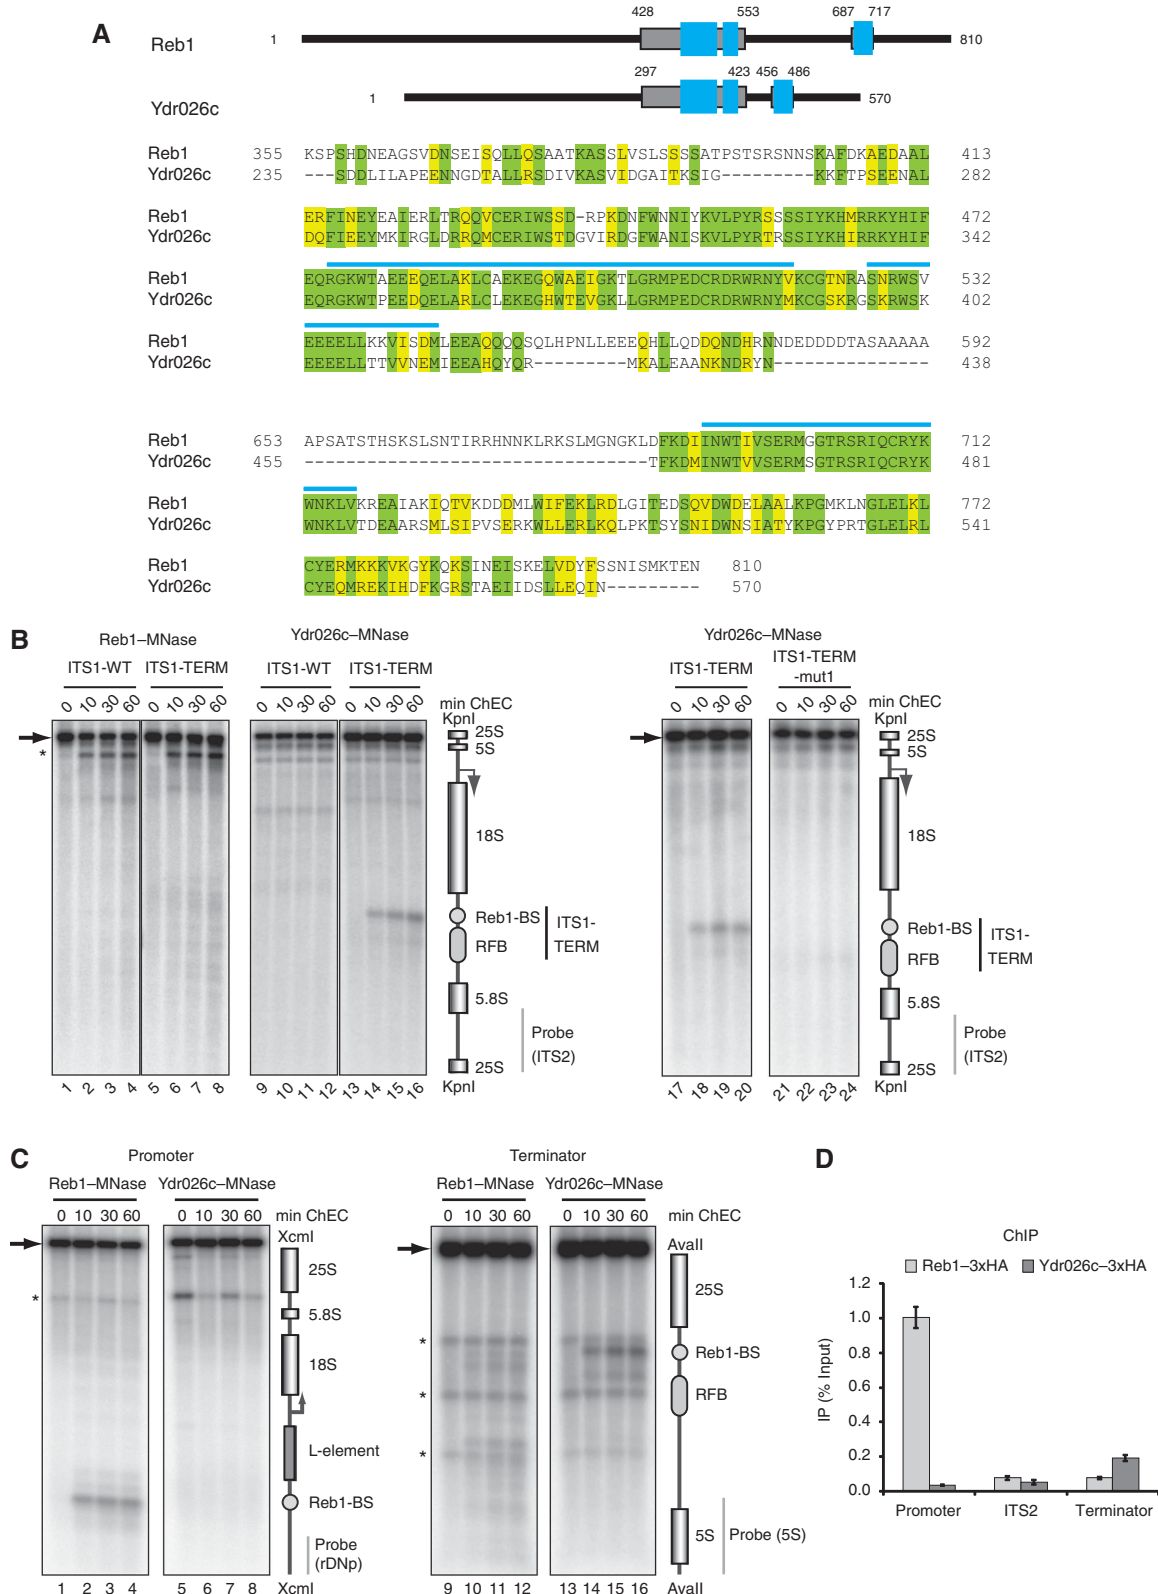 A
428 553 687 717
Reb1 1 810
297 423 456 486
Ydr026c 1 570
Reb1 355 KSPSHDNEAGSVDNSEISQLLQSAATKASSLVSLSSSSATPSTSRSNNSKAFDKAEDAAL 413
Ydr026c 235 ---SDDLILAPEENNGDTALLRSDIVKASVIDGAITKSIG---------KKFTPSEENAL 282
Reb1 ERFINEYEAIERLTRQQVCERIWSSD-RPKDNFWNNIYKVLPYRSSSSIYKHMRRKYHIF 472
Ydr026c DQFIEEYMKIRGLDRRQMCERIWSTDGVIRDGFWANISKVLPYRTRSSIYKHIRRKYHIF 342
Reb1 EQRGKWTAEEEQELAKLCAEKEGQWAEIGKTLGRMPEDCRDRWRNYVKCGTNRASNRWSV 532
Ydr026c EQRGKWTPEEDQELARLCLEKEGHWTEVGKLLGRMPEDCRDRWRNYMKCGSKRGSKRWSK 402
Reb1 EEEELLKKVISDMLEEAQQQQSQLHPNLLEEEQHLLQDDQNDHRNNDEDDDDTASAAAAA 592
Ydr026c EEEELLTTVVNEMIEEAHQYQR---------MKALEAANKNDRYN--------------- 438
Reb1 653 APSATSTHSKSLSNTIRRHNNKLRKSLMGNGKLDFKDIINWTIVSERMGGTRSRIQCRYK 712
Ydr026c 455 ---------------------------------TFKDMINWTVVSERMSGTRSRIQCRYK 481
Reb1 WNKLVKREAIAKIQTVKDDDMLWIFEKLRDLGITEDSQVDWDELAALKPGMKLNGLELKL 772
Ydr026c WNKLVTDEAARSMLSIPVSERKWLLERLKQLPKTSYSNIDWNSIATYKPGYPRTGLELRL 541
Reb1 CYERMKKKVKGYKQKSINEISKELVDYFSSNISMKTEN 810
Ydr026c CYEQMREKIHDFKGRSTAEIIDSLLEQIN--------- 570
B
Reb1–MNase Ydr026c–MNase Ydr026c–MNase
ITS1-WT ITS1-TERM ITS1-WT ITS1-TERM ITS1-TERM ITS1-TERM
-mut1
0 10 30 60 0 10 30 60 0 10 30 60 0 10 30 60 min ChEC 0 10 30 60 0 10 30 60 min ChEC
KpnI KpnI
25S 25S
* 5S 5S
18S 18S
Reb1-BS ITS1-
TERM
RFB
Reb1-BS ITS1-
TERM
RFB
5.8S 5.8S
Probe
(ITS2)
Probe
(ITS2)
25S 25S
KpnI KpnI
1 2 3 4 5 6 7 8 9 10 11 12 13 14 15 16 17 18 19 20 21 22 23 24
C
Promoter Terminator
Reb1–MNase Ydr026c–MNase Reb1–MNase Ydr026c–MNase
0 10 30 60 0 10 30 60 min ChEC 0 10 30 60 0 10 30 60 min ChEC
XcmI
25S
*
5.8S
18S
L-element
Reb1-BS
Probe
(rDNp)
1 2 3 4 5 6 7 8 XcmI
AvaII
25S
*
Reb1-BS
*
RFB
*
5S Probe (5S)
9 10 11 12 13 14 15 16 AvaII
D
ChIP
Reb1–3xHA Ydr026c–3xHA
IP (% Input)
1.2
1.0
0.8
0.6
0.4
0.2
0.0
Promoter ITS2 Terminator